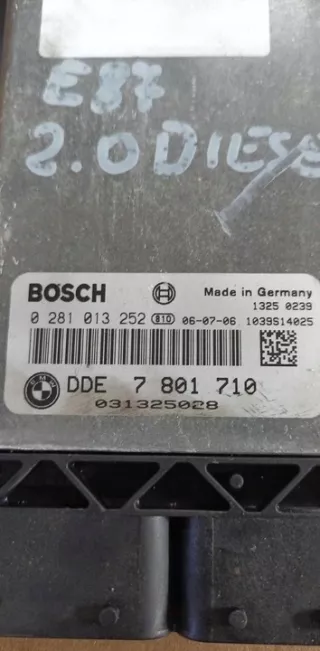 E87
2.0 DIESE
BOSCH
Made in Germany
1325 0239
0 281 013 252 810 06-07-06 1039S14025
DDE 7 801 710
031325028